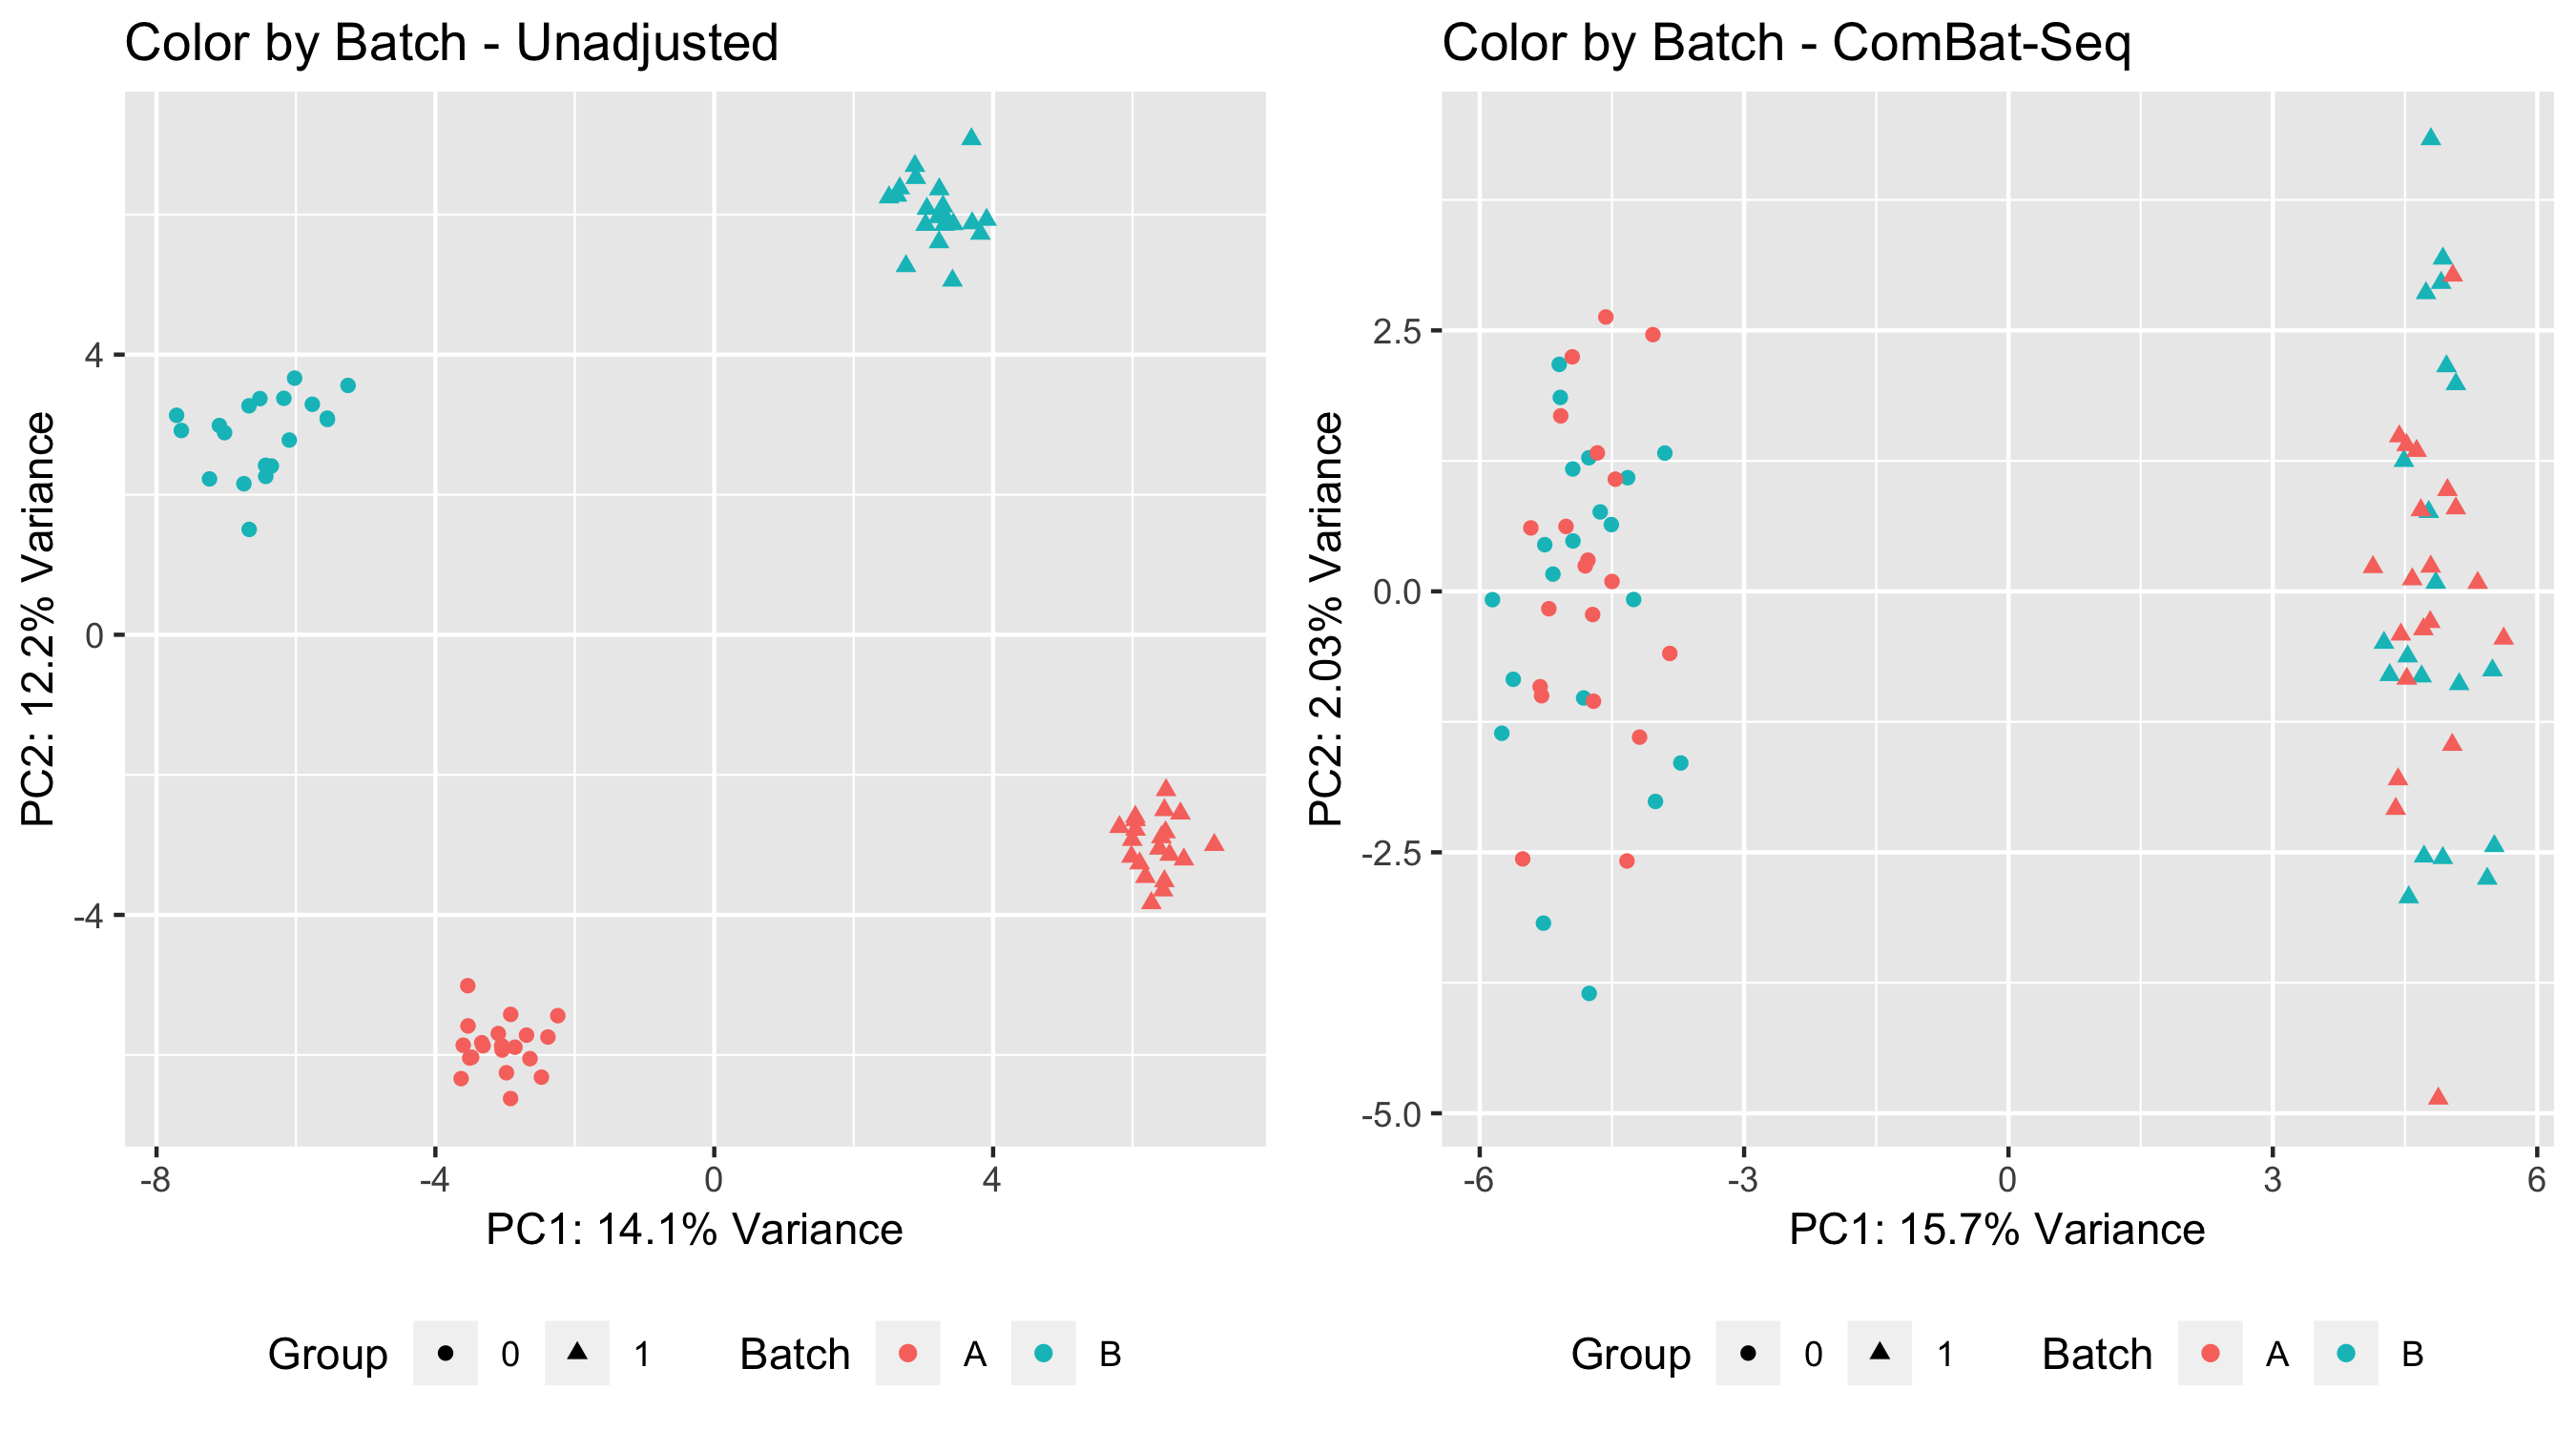 Color by Batch - Unadjusted
PC2: 12.2% Variance
4
0
-4
-8 -4 0 4
PC1: 14.1% Variance
Group 0 1 Batch A B
Color by Batch - ComBat-Seq
PC2: 2.03% Variance
2.5
0.0
-2.5
-5.0
-6 -3 0 3 6
PC1: 15.7% Variance
Group 0 1 Batch A B